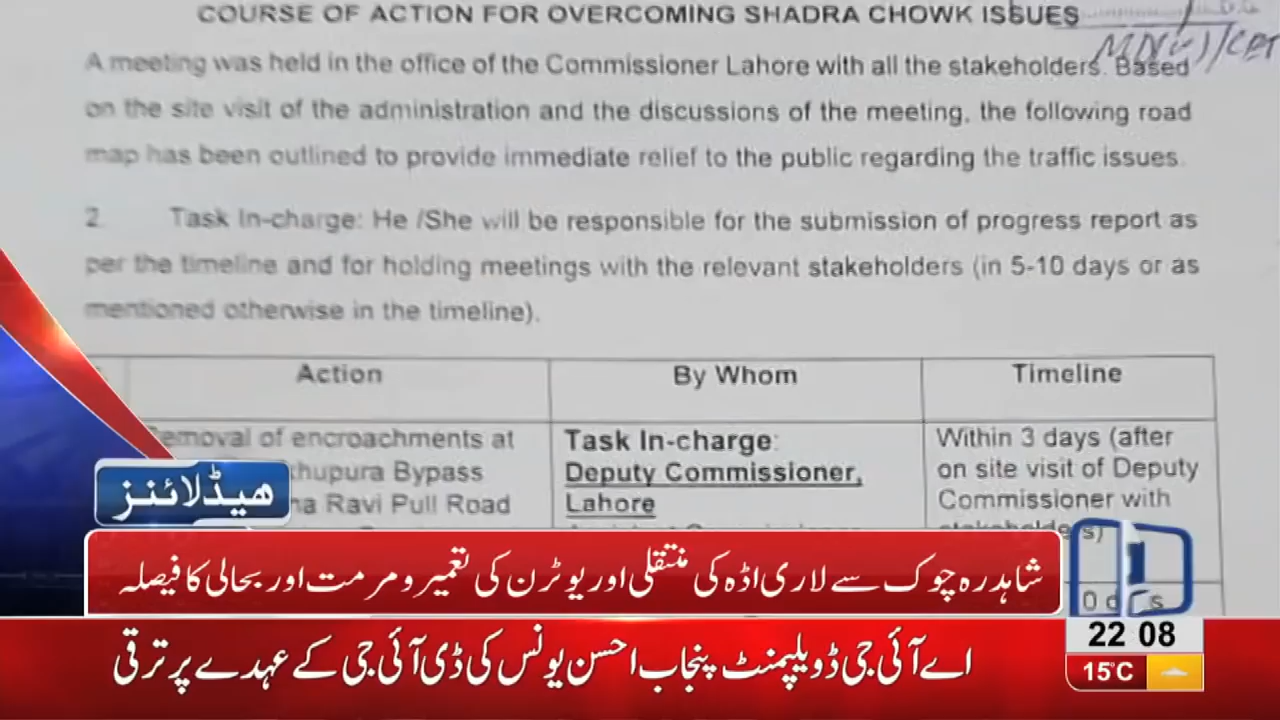 COURSE OF ACTION FOR OVERCOMING SHADRA CHOWK ISSUES
A meeting was held in the office of the Commissioner Lahore with all the stakeholders. Based
on the site visit of the administration and the discussions of the meeting, the following road
map has been outlined to provide immediate relief to the public regarding the traffic issues.
2. Task In-charge: He /She will be responsible for the submission of progress report as
per the timeline and for holding meetings with the relevant stakeholders (in 5-10 days or as
mentioned otherwise in the timeline).
Action By Whom Timeline
emoval of encroachments at Task In-charge: Within 3 days (after
hupura Bypass Deputy Commissioner, on site visit of Deputy
Ravi Pull Road Lahore Commissioner with
ھیڈلائنز
شاہدرہ چوک سے لاری اڈہ کی منتقلی اور یوٹرن کی تعمیر و مرمت اور بحالی کا فیصلہ
اے آئی جی ڈویلپمنٹ پنجاب احسن یونس کی ڈی آئی جی کے عہدے پر ترقی
22 08
15°C